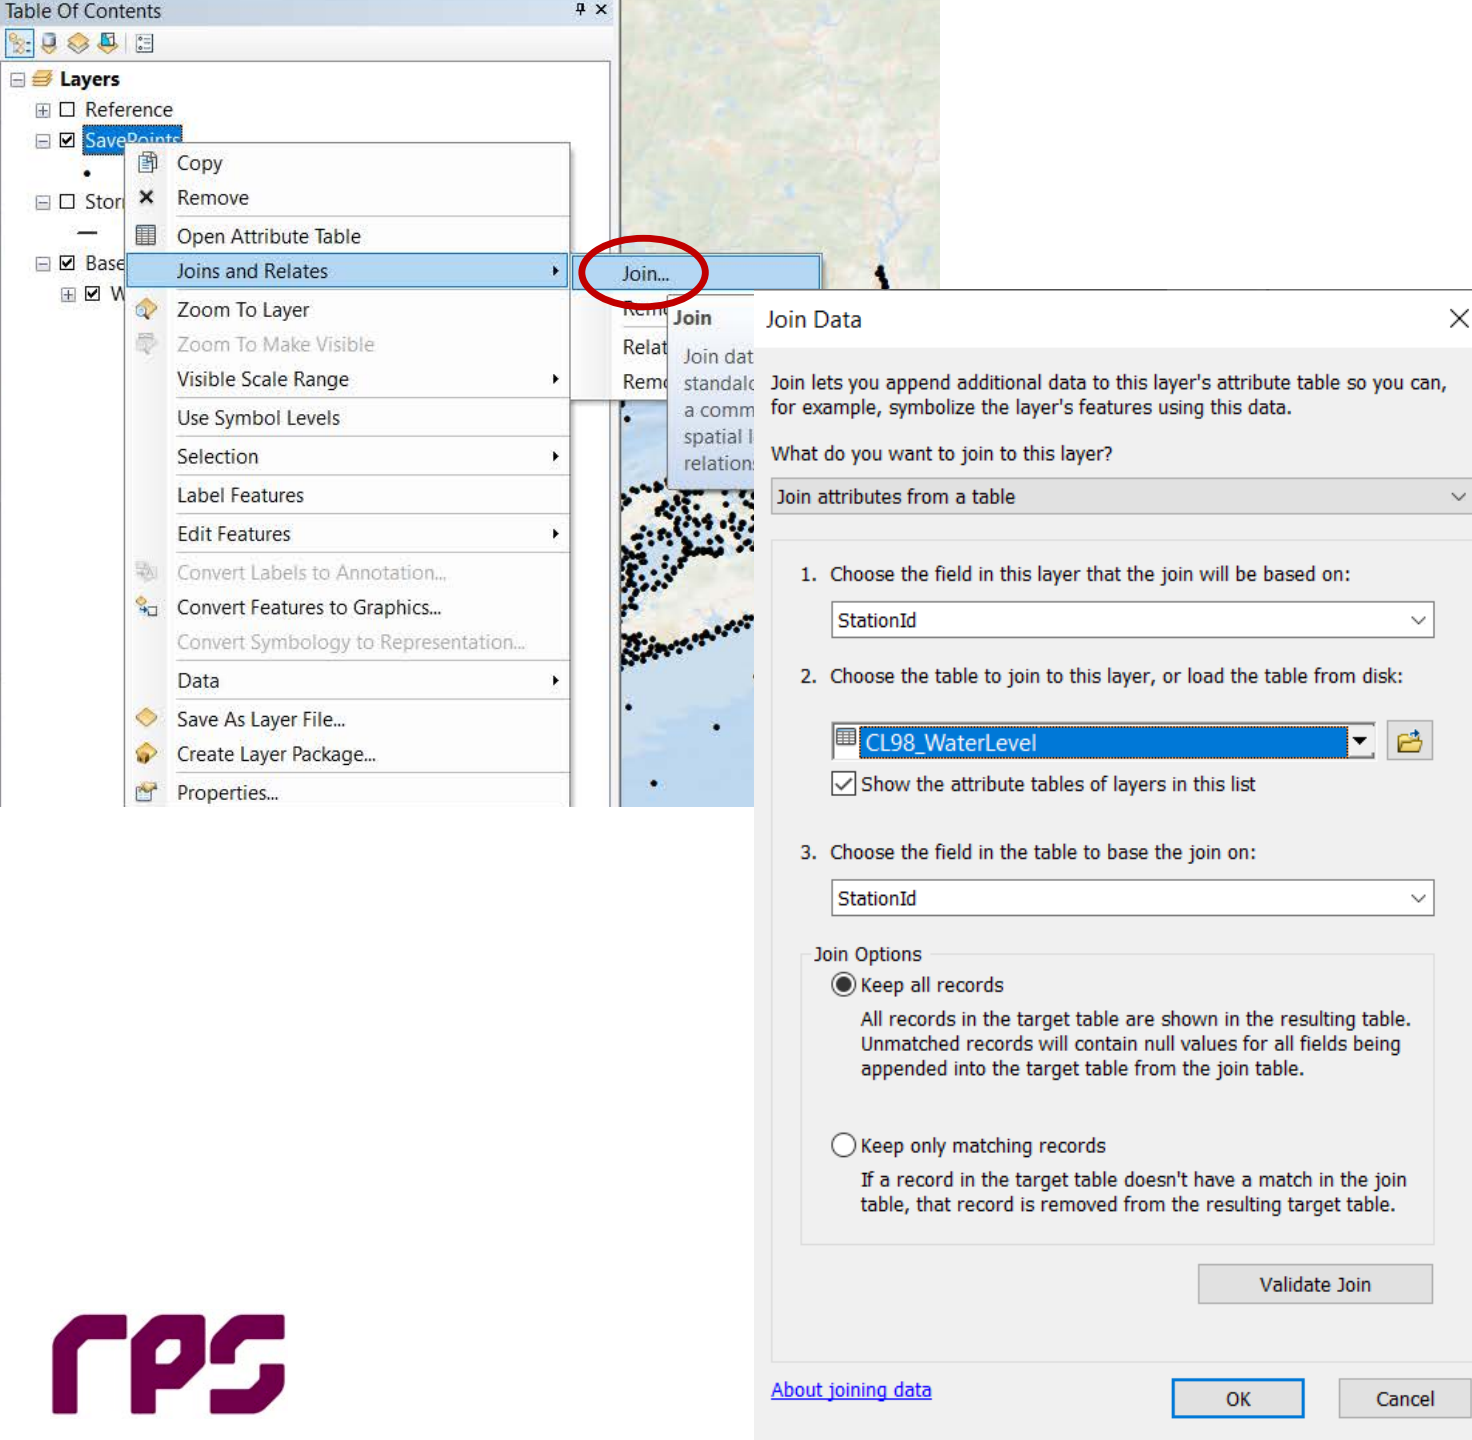 Table Of Contents
Layers
Reference
SavePoints
Copy
Remove
Open Attribute Table
Joins and Relates
Join...
Zoom To Layer
Join
Zoom To Make Visible
Visible Scale Range
Use Symbol Levels
Selection
Label Features
Edit Features
Convert Labels to Annotation...
Convert Features to Graphics...
Convert Symbology to Representation...
Data
Save As Layer File...
Create Layer Package...
Properties...
Join Data
Join lets you append additional data to this layer's attribute table so you can,
for example, symbolize the layer's features using this data.
What do you want to join to this layer?
Join attributes from a table
1. Choose the field in this layer that the join will be based on:
StationId
2. Choose the table to join to this layer, or load the table from disk:
CL98_WaterLevel
Show the attribute tables of layers in this list
3. Choose the field in the table to base the join on:
StationId
Join Options
Keep all records
All records in the target table are shown in the resulting table.
Unmatched records will contain null values for all fields being
appended into the target table from the join table.
Keep only matching records
If a record in the target table doesn't have a match in the join
table, that record is removed from the resulting target table.
Validate Join
About joining data
OK
Cancel
rps